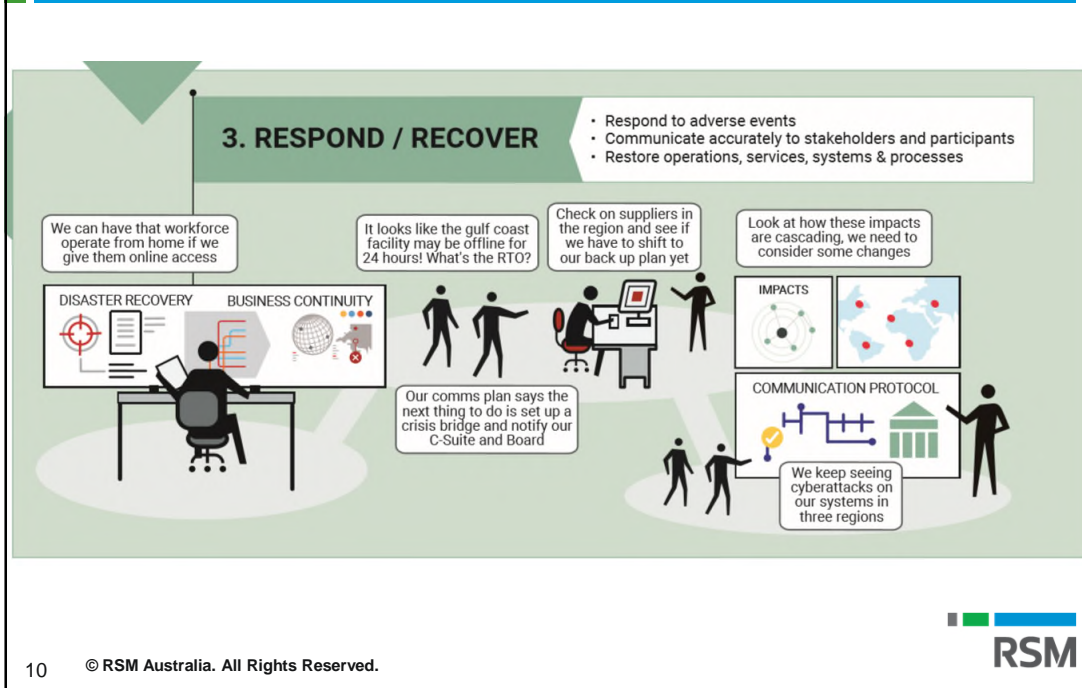 3. RESPOND / RECOVER
• Respond to adverse events
• Communicate accurately to stakeholders and participants
• Restore operations, services, systems & processes
We can have that workforce
operate from home if we
give them online access
DISASTER RECOVERY
BUSINESS CONTINUITY
It looks like the gulf coast
facility may be offline for
24 hours! What's the RTO?
Our comms plan says the
next thing to do is set up a
crisis bridge and notify our
C-Suite and Board
Check on suppliers in
the region and see if
we have to shift to
our back up plan yet
Look at how these impacts
are cascading, we need to
consider some changes
IMPACTS
COMMUNICATION PROTOCOL
We keep seeing
cyberattacks on
our systems in
three regions
10
© RSM Australia. All Rights Reserved.
RSM